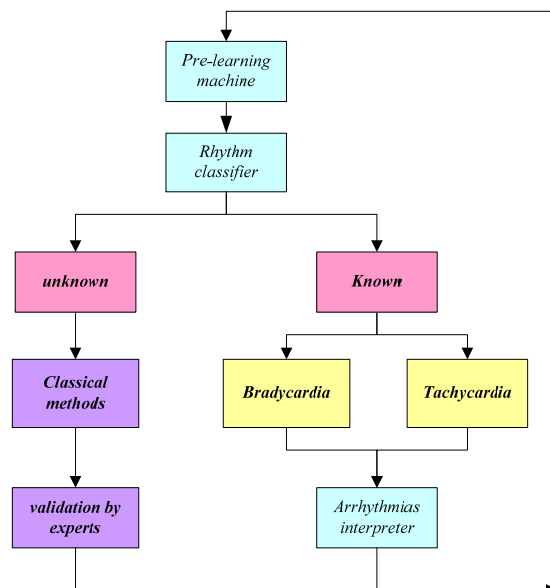 Pre-learning
machine
Rhythm
classifier
unknown
Known
Classical
methods
Bradycardia
Tachycardia
validation by
experts
Arrhythmias
interpreter